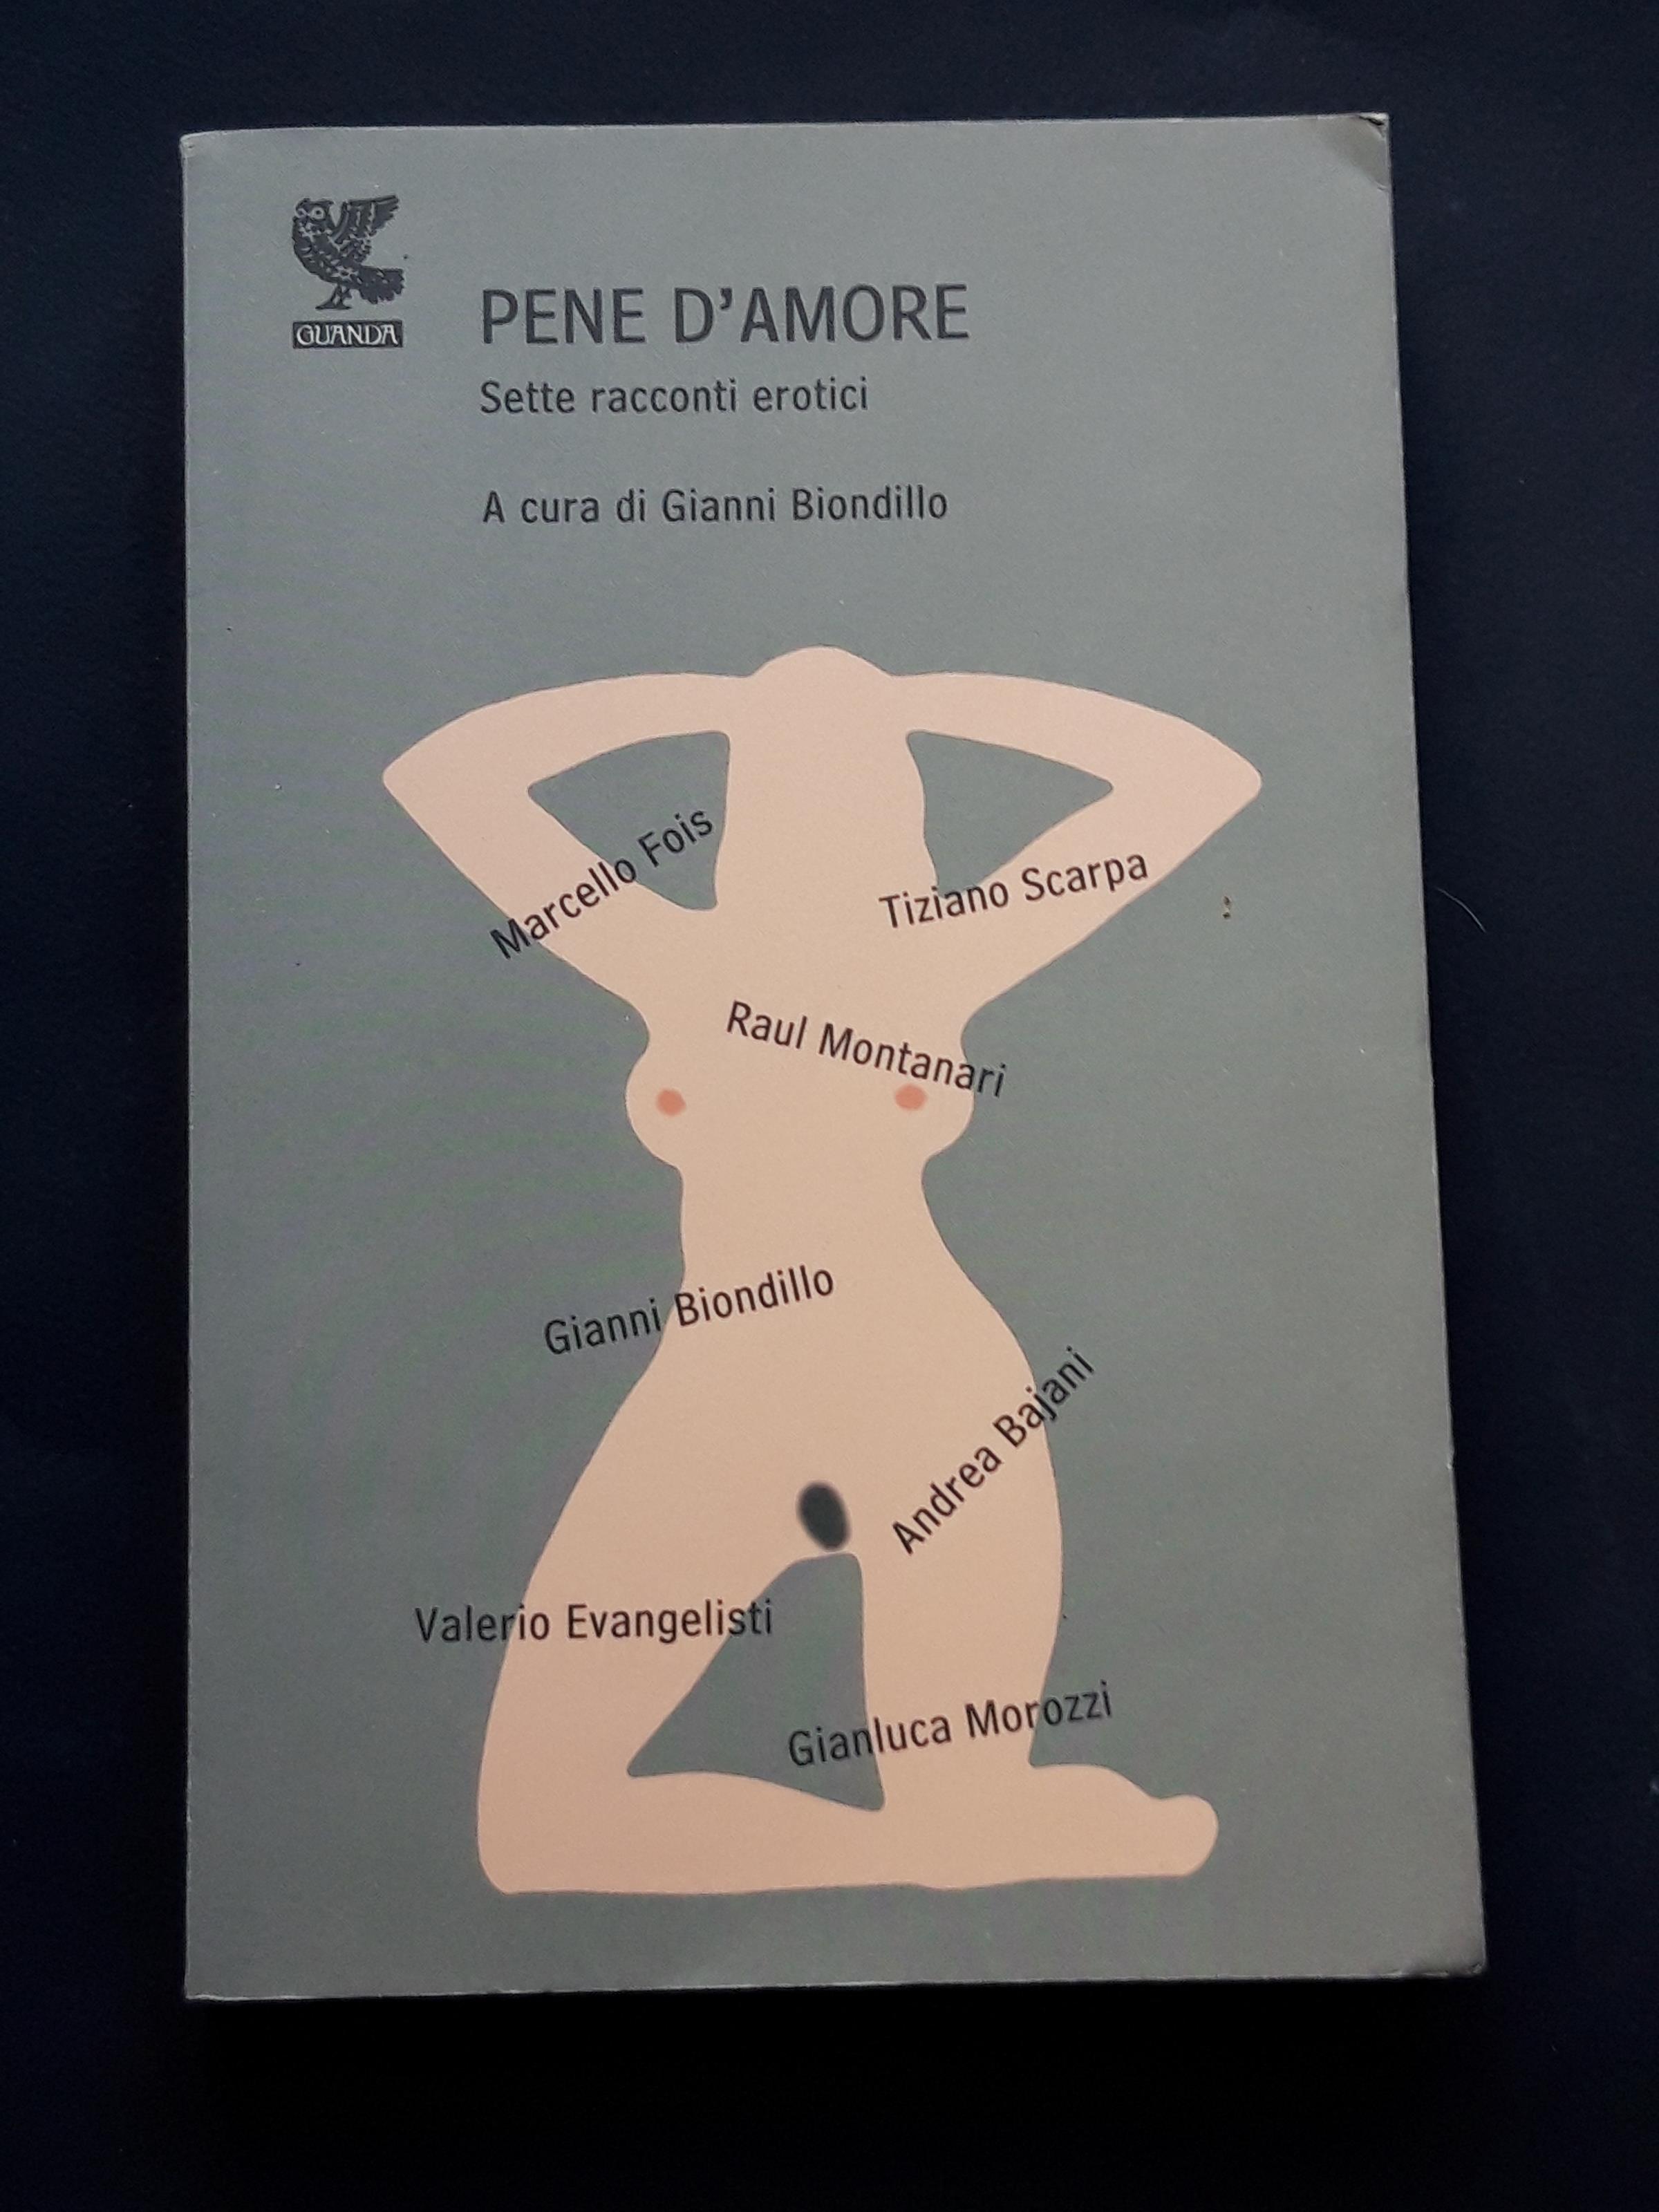 GUANDA
PENE D'AMORE
Sette racconti erotici
A cura di Gianni Biondillo
Marcello Fois
Tiziano Scarpa
Raul Montanari
Gianni Biondillo
Andrea Bajani
Valerio Evangelisti
Gianluca Morozzi